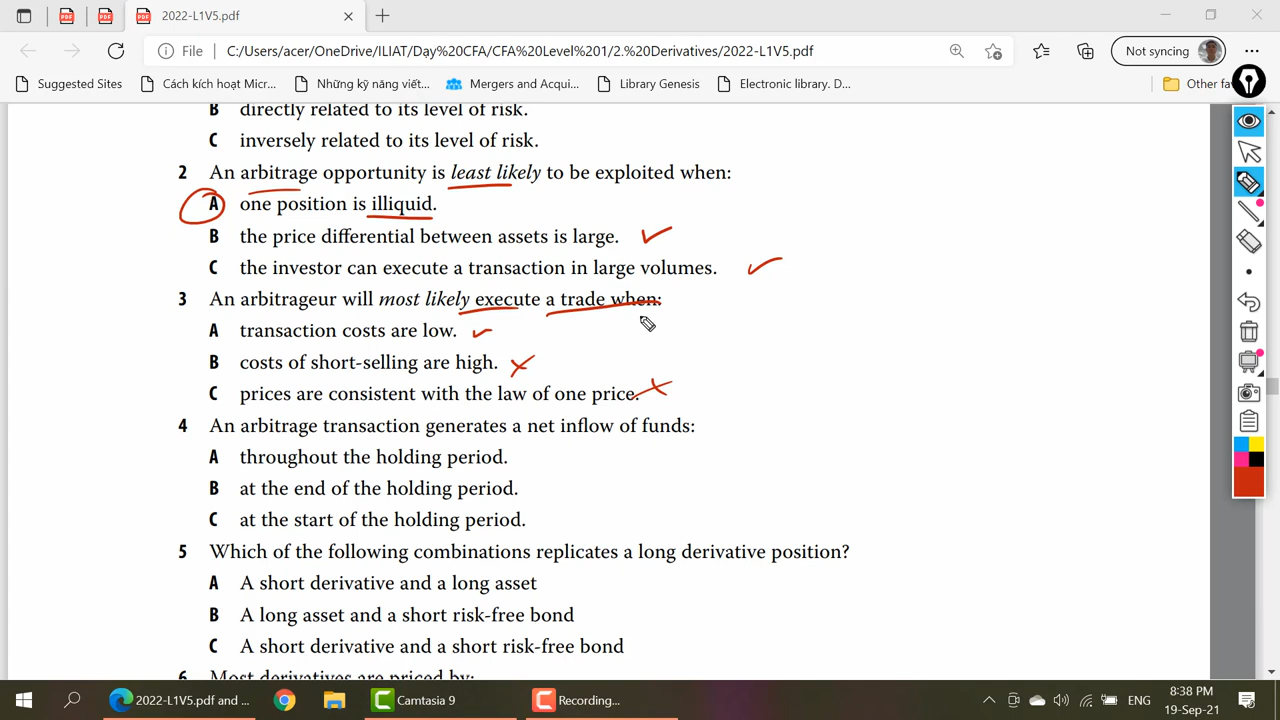 2022-L1V5.pdf
File
C:/Users/acer/OneDrive/ILIAT/Dạy%20CFA/CFA%20Level%201/2.%20Derivatives/2022-L1V5.pdf
Not syncing
Suggested Sites
Cách kích hoạt Micr...
Những kỹ năng viết...
Mergers and Acqui...
Library Genesis
Electronic library. D...
Other fav
B directly related to its level of risk.
C inversely related to its level of risk.
2 An arbitrage opportunity is least likely to be exploited when:
A one position is illiquid.
B the price differential between assets is large.
C the investor can execute a transaction in large volumes.
3 An arbitrageur will most likely execute a trade when:
A transaction costs are low.
B costs of short-selling are high.
C prices are consistent with the law of one price.
4 An arbitrage transaction generates a net inflow of funds:
A throughout the holding period.
B at the end of the holding period.
C at the start of the holding period.
5 Which of the following combinations replicates a long derivative position?
A A short derivative and a long asset
B A long asset and a short risk-free bond
C A short derivative and a short risk-free bond
6 Most derivatives are priced by:
2022-L1V5.pdf and ...
Camtasia 9
Recording...
ENG
8:38 PM
19-Sep-21